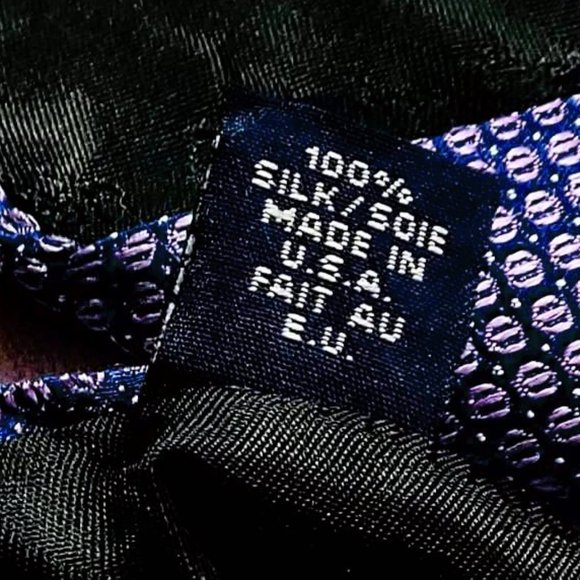 100%
SILK/SOIE
MADE IN
U.S.A.
FAIT AU
E.U.